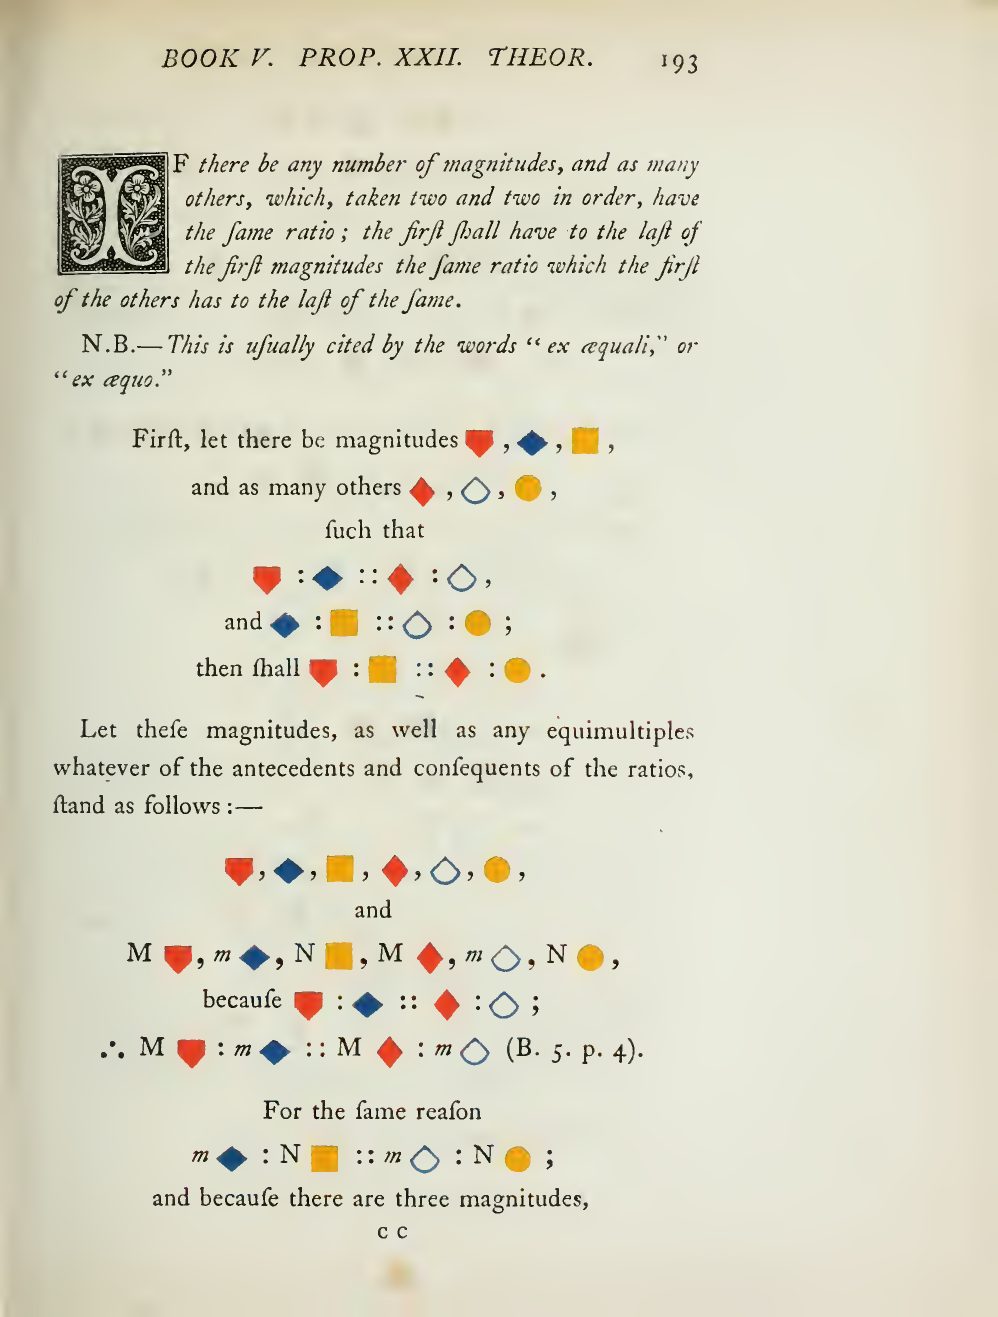 BOOK V. PROP. XXII. THEOR. 193
IF there be any number of magnitudes, and as many
others, which, taken two and two in order, have
the ſame ratio; the firſt ſhall have to the laſt of
the firſt magnitudes the ſame ratio which the firſt
of the others has to the laſt of the ſame.
N.B.—This is uſually cited by the words “ex æquali,” or
“ex æquo.”
Firſt, let there be magnitudes , , ,
and as many others , , ,
ſuch that
: :: : ,
and : :: : ;
then ſhall : :: : .
Let theſe magnitudes, as well as any equimultiples
whatever of the antecedents and conſequents of the ratios,
ſtand as follows:—
, , , , , ,
and
M , m , N , M , m , N ,
becauſe : :: : ;
∴ M : m :: M : m (B. 5. p. 4).
For the ſame reaſon
m : N :: m : N ;
and becauſe there are three magnitudes,
C C